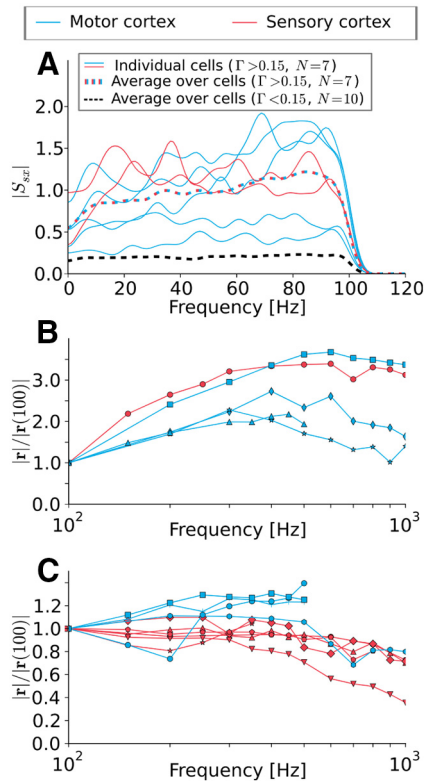 Motor cortex Sensory cortex
A
Individual cells (Γ>0.15, N=7)
Average over cells (Γ>0.15, N=7)
Average over cells (Γ<0.15, N=10)
|S_sx|
2.0
1.5
1.0
0.5
0.0
0 20 40 60 80 100 120
Frequency [Hz]
B
|r|/|r(100)|
3.0
2.0
1.0
0.0
10² 10³
Frequency [Hz]
C
|r|/|r(100)|
1.2
1.0
0.8
0.6
0.4
0.2
0.0
10² 10³
Frequency [Hz]